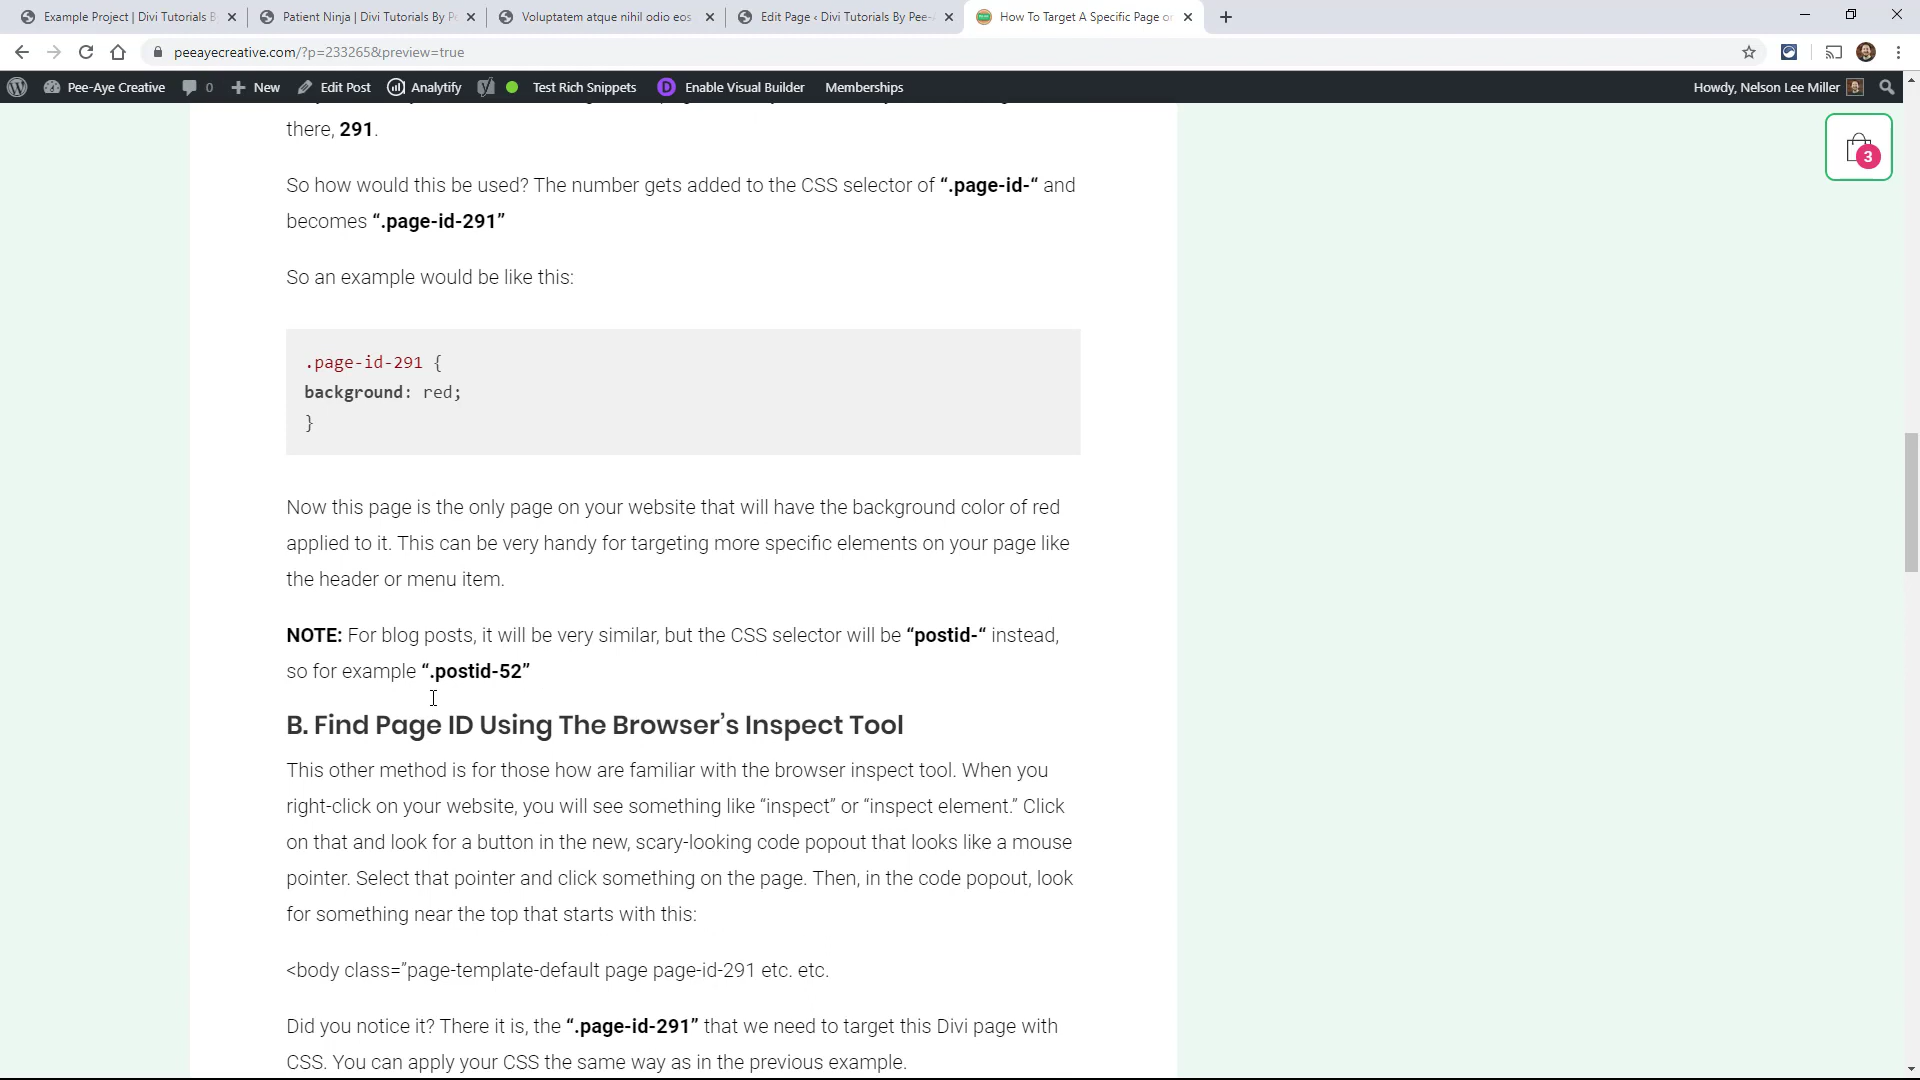 Example Project | Divi Tutorials B
Patient Ninja | Divi Tutorials By Pe
Voluptatem atque nihil odio eos
Edit Page ‹ Divi Tutorials By Pee-A
How To Target A Specific Page or
peeayecreative.com/?p=233265&preview=true
Pee-Aye Creative
0
New
Edit Post
Analytify
Test Rich Snippets
D
Enable Visual Builder
Memberships
Howdy, Nelson Lee Miller
3
there, 291.
So how would this be used? The number gets added to the CSS selector of “.page-id-“ and
becomes “.page-id-291”
So an example would be like this:
.page-id-291 {
background: red;
}
Now this page is the only page on your website that will have the background color of red
applied to it. This can be very handy for targeting more specific elements on your page like
the header or menu item.
NOTE: For blog posts, it will be very similar, but the CSS selector will be “postid-“ instead,
so for example “.postid-52”
B. Find Page ID Using The Browser’s Inspect Tool
This other method is for those how are familiar with the browser inspect tool. When you
right-click on your website, you will see something like “inspect” or “inspect element.” Click
on that and look for a button in the new, scary-looking code popout that looks like a mouse
pointer. Select that pointer and click something on the page. Then, in the code popout, look
for something near the top that starts with this:
<body class=”page-template-default page page-id-291 etc. etc.
Did you notice it? There it is, the “.page-id-291” that we need to target this Divi page with
CSS. You can apply your CSS the same way as in the previous example.